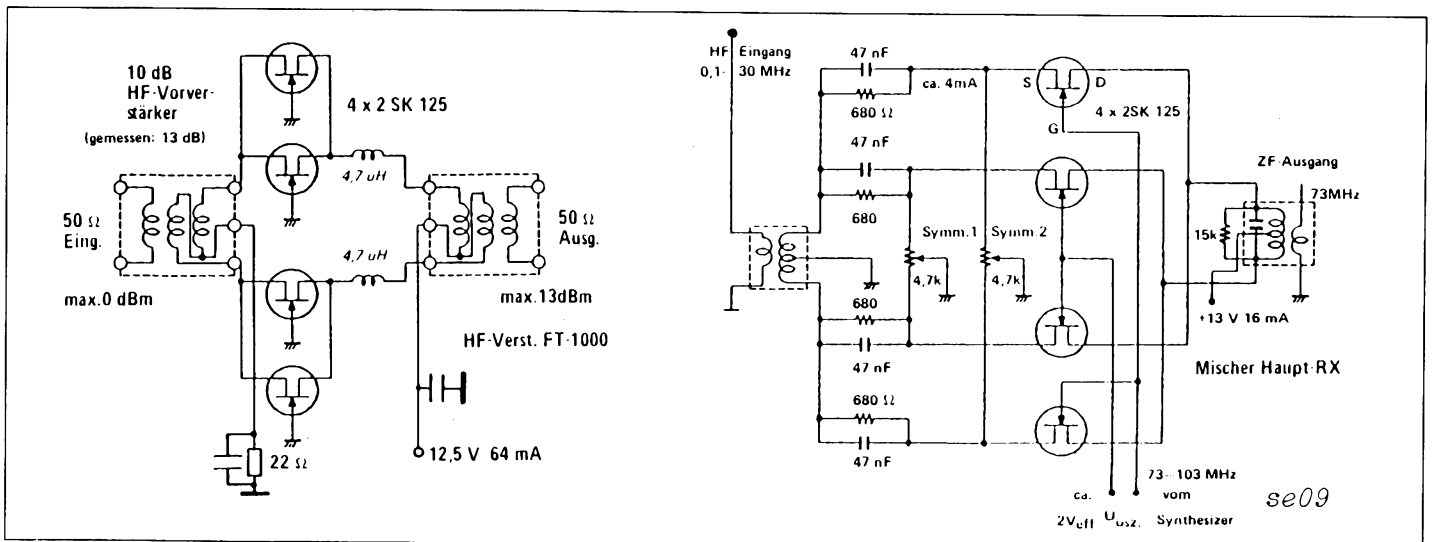 10 dB
HF-Vorver-
stärker
(gemessen: 13 dB)
4 x 2 SK 125
4,7 uH
50 Ω
Eing.
50 Ω
Ausg.
4,7 uH
max.0 dBm
max.13dBm
HF-Verst. FT-1000
12,5 V 64 mA
22 Ω
HF Eingang
0,1- 30 MHz
47 nF
ca. 4mA
680 Ω
S D
4 x 2SK 125
G
47 nF
680
ZF-Ausgang
73MHz
15k
Symm.1
Symm.2
4,7k
4,7k
680
+13 V 16 mA
47 nF
Mischer Haupt-RX
680 Ω
47 nF
73-103 MHz
ca. vom
2Veff Uosz. Synthesizer
se09